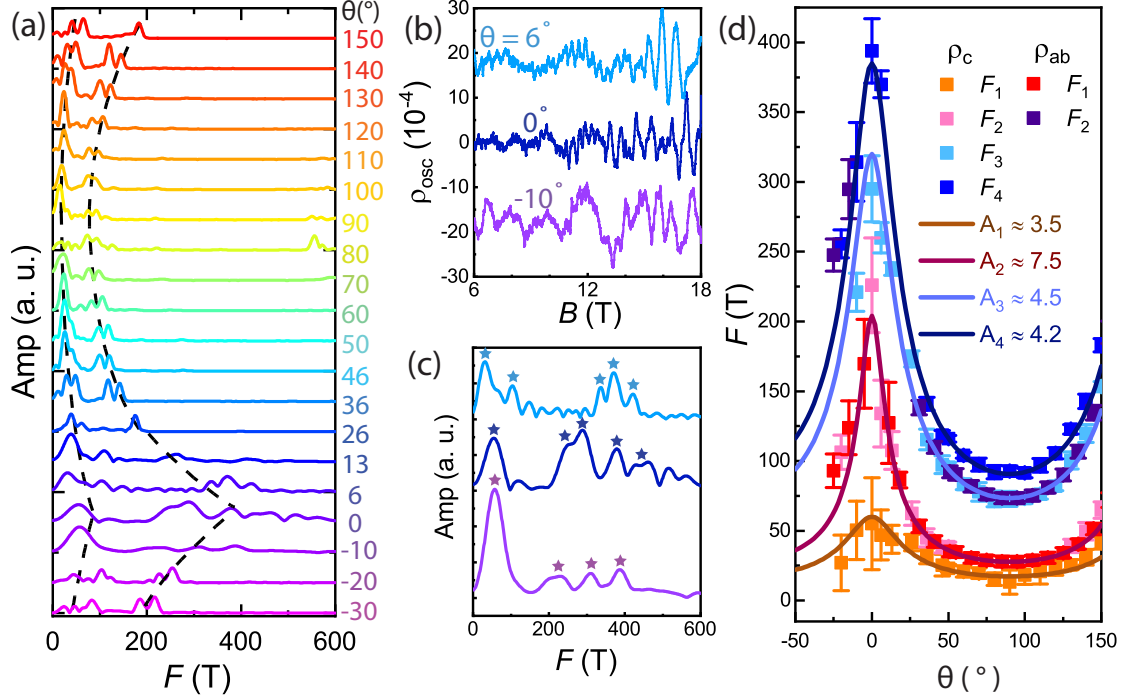 (a)
θ(°)
150
140
130
120
110
100
90
80
70
60
50
46
36
26
13
6
0
-10
-20
-30
Amp (a. u.)
0 200 400 600
F (T)
(b)
θ = 6°
0°
-10°
30
20
10
0
-10
-20
-30
ρosc (10-4)
6 12 18
B (T)
(c)
Amp (a. u.)
0 200 400 600
F (T)
(d)
ρc ρab
F1 F1
F2 F2
F3
F4
A1 ≈ 3.5
A2 ≈ 7.5
A3 ≈ 4.5
A4 ≈ 4.2
400
350
300
250
200
150
100
50
0
F (T)
-50 0 50 100 150
θ (°)